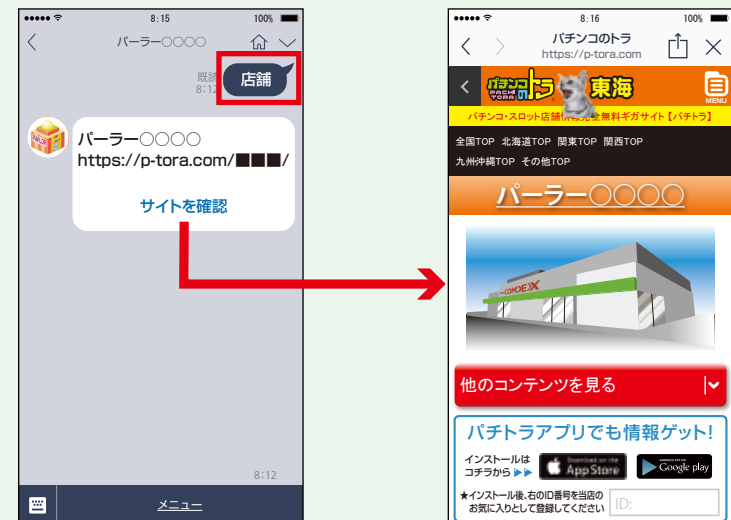 8:15
100%
パーラー○○○○
既読
8:12
店舗
パーラー○○○○
https://p-tora.com/■■■/
サイトを確認
8:12
メニュー
8:16
100%
パチンコのトラ
https://p-tora.com
パチンコ
PACHI
TORA
のトラ
東海
MENU
パチンコ・スロット店舗情報完全無料ギガサイト【パチトラ】
全国TOP 北海道TOP 関東TOP 関西TOP
九州沖縄TOP その他TOP
パーラー○○○○
COMDEX
他のコンテンツを見る
パチトラアプリでも情報ゲット!
インストールは
コチラから
Download on the
App Store
ANDROID APP ON
Google play
★インストール後、右のID番号を当店の
お気に入りとして登録してください
ID: